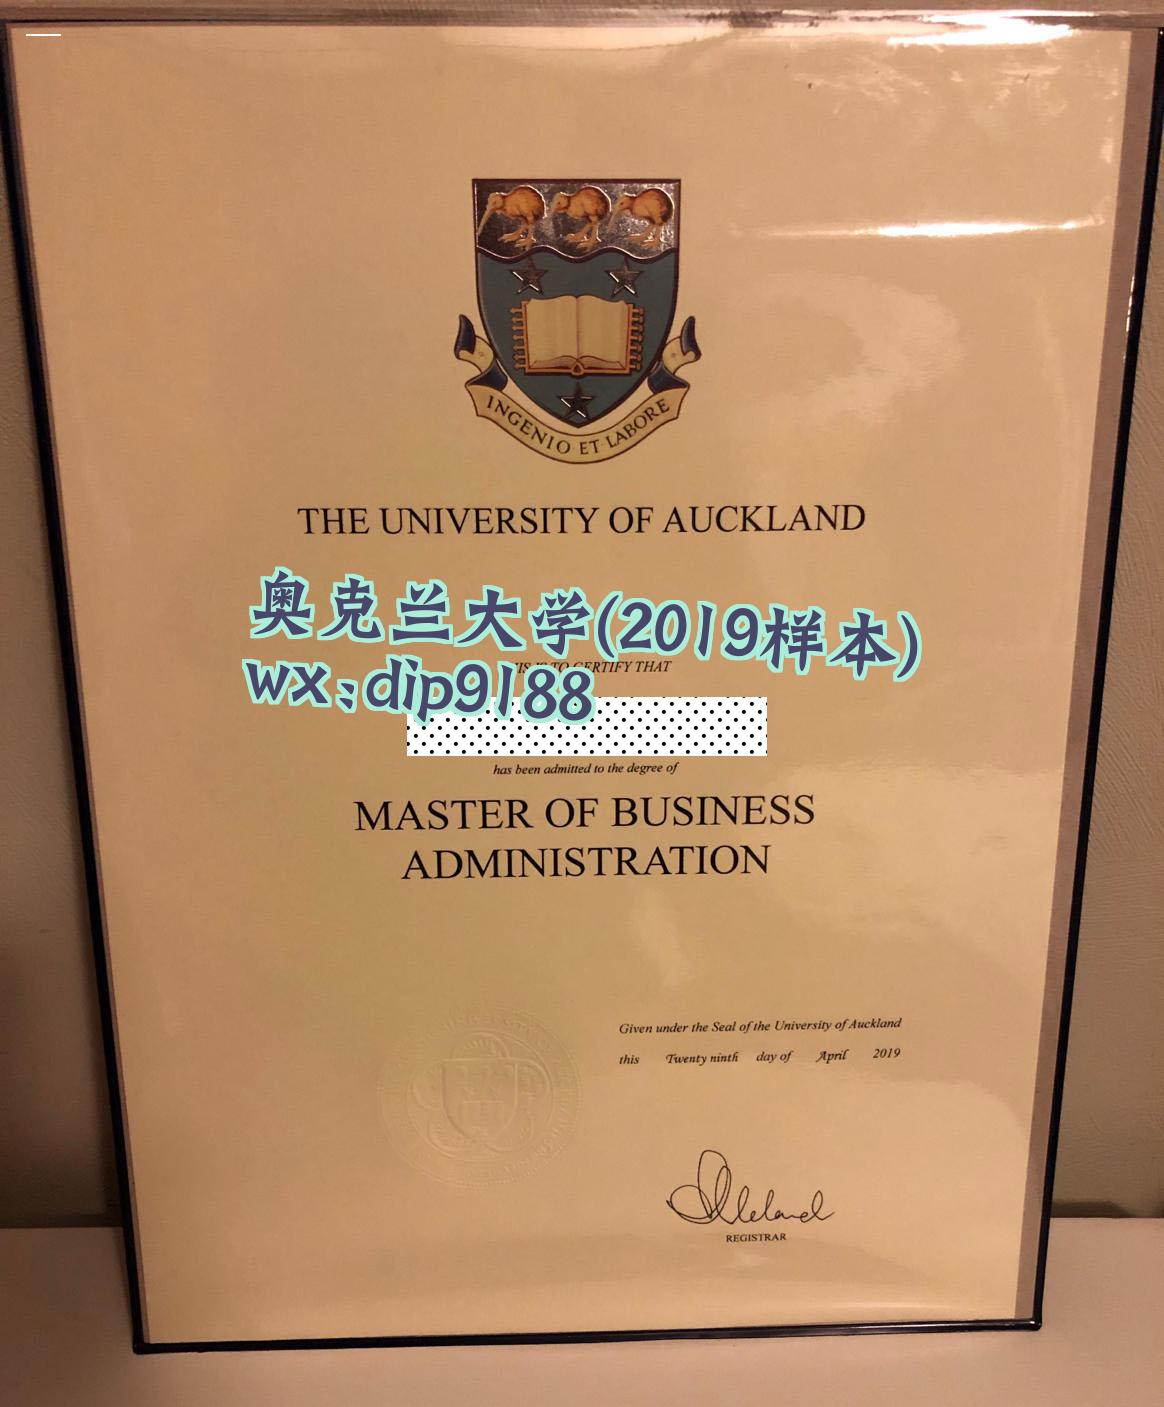 INGENIO ET LABORE
THE UNIVERSITY OF AUCKLAND
奥克兰大学(2019样本)
IS IS TO CERTIFY THAT
wx:dip9188
has been admitted to the degree of
MASTER OF BUSINESS
ADMINISTRATION
Given under the Seal of the University of Auckland
this Twenty ninth day of April 2019
REGISTRAR